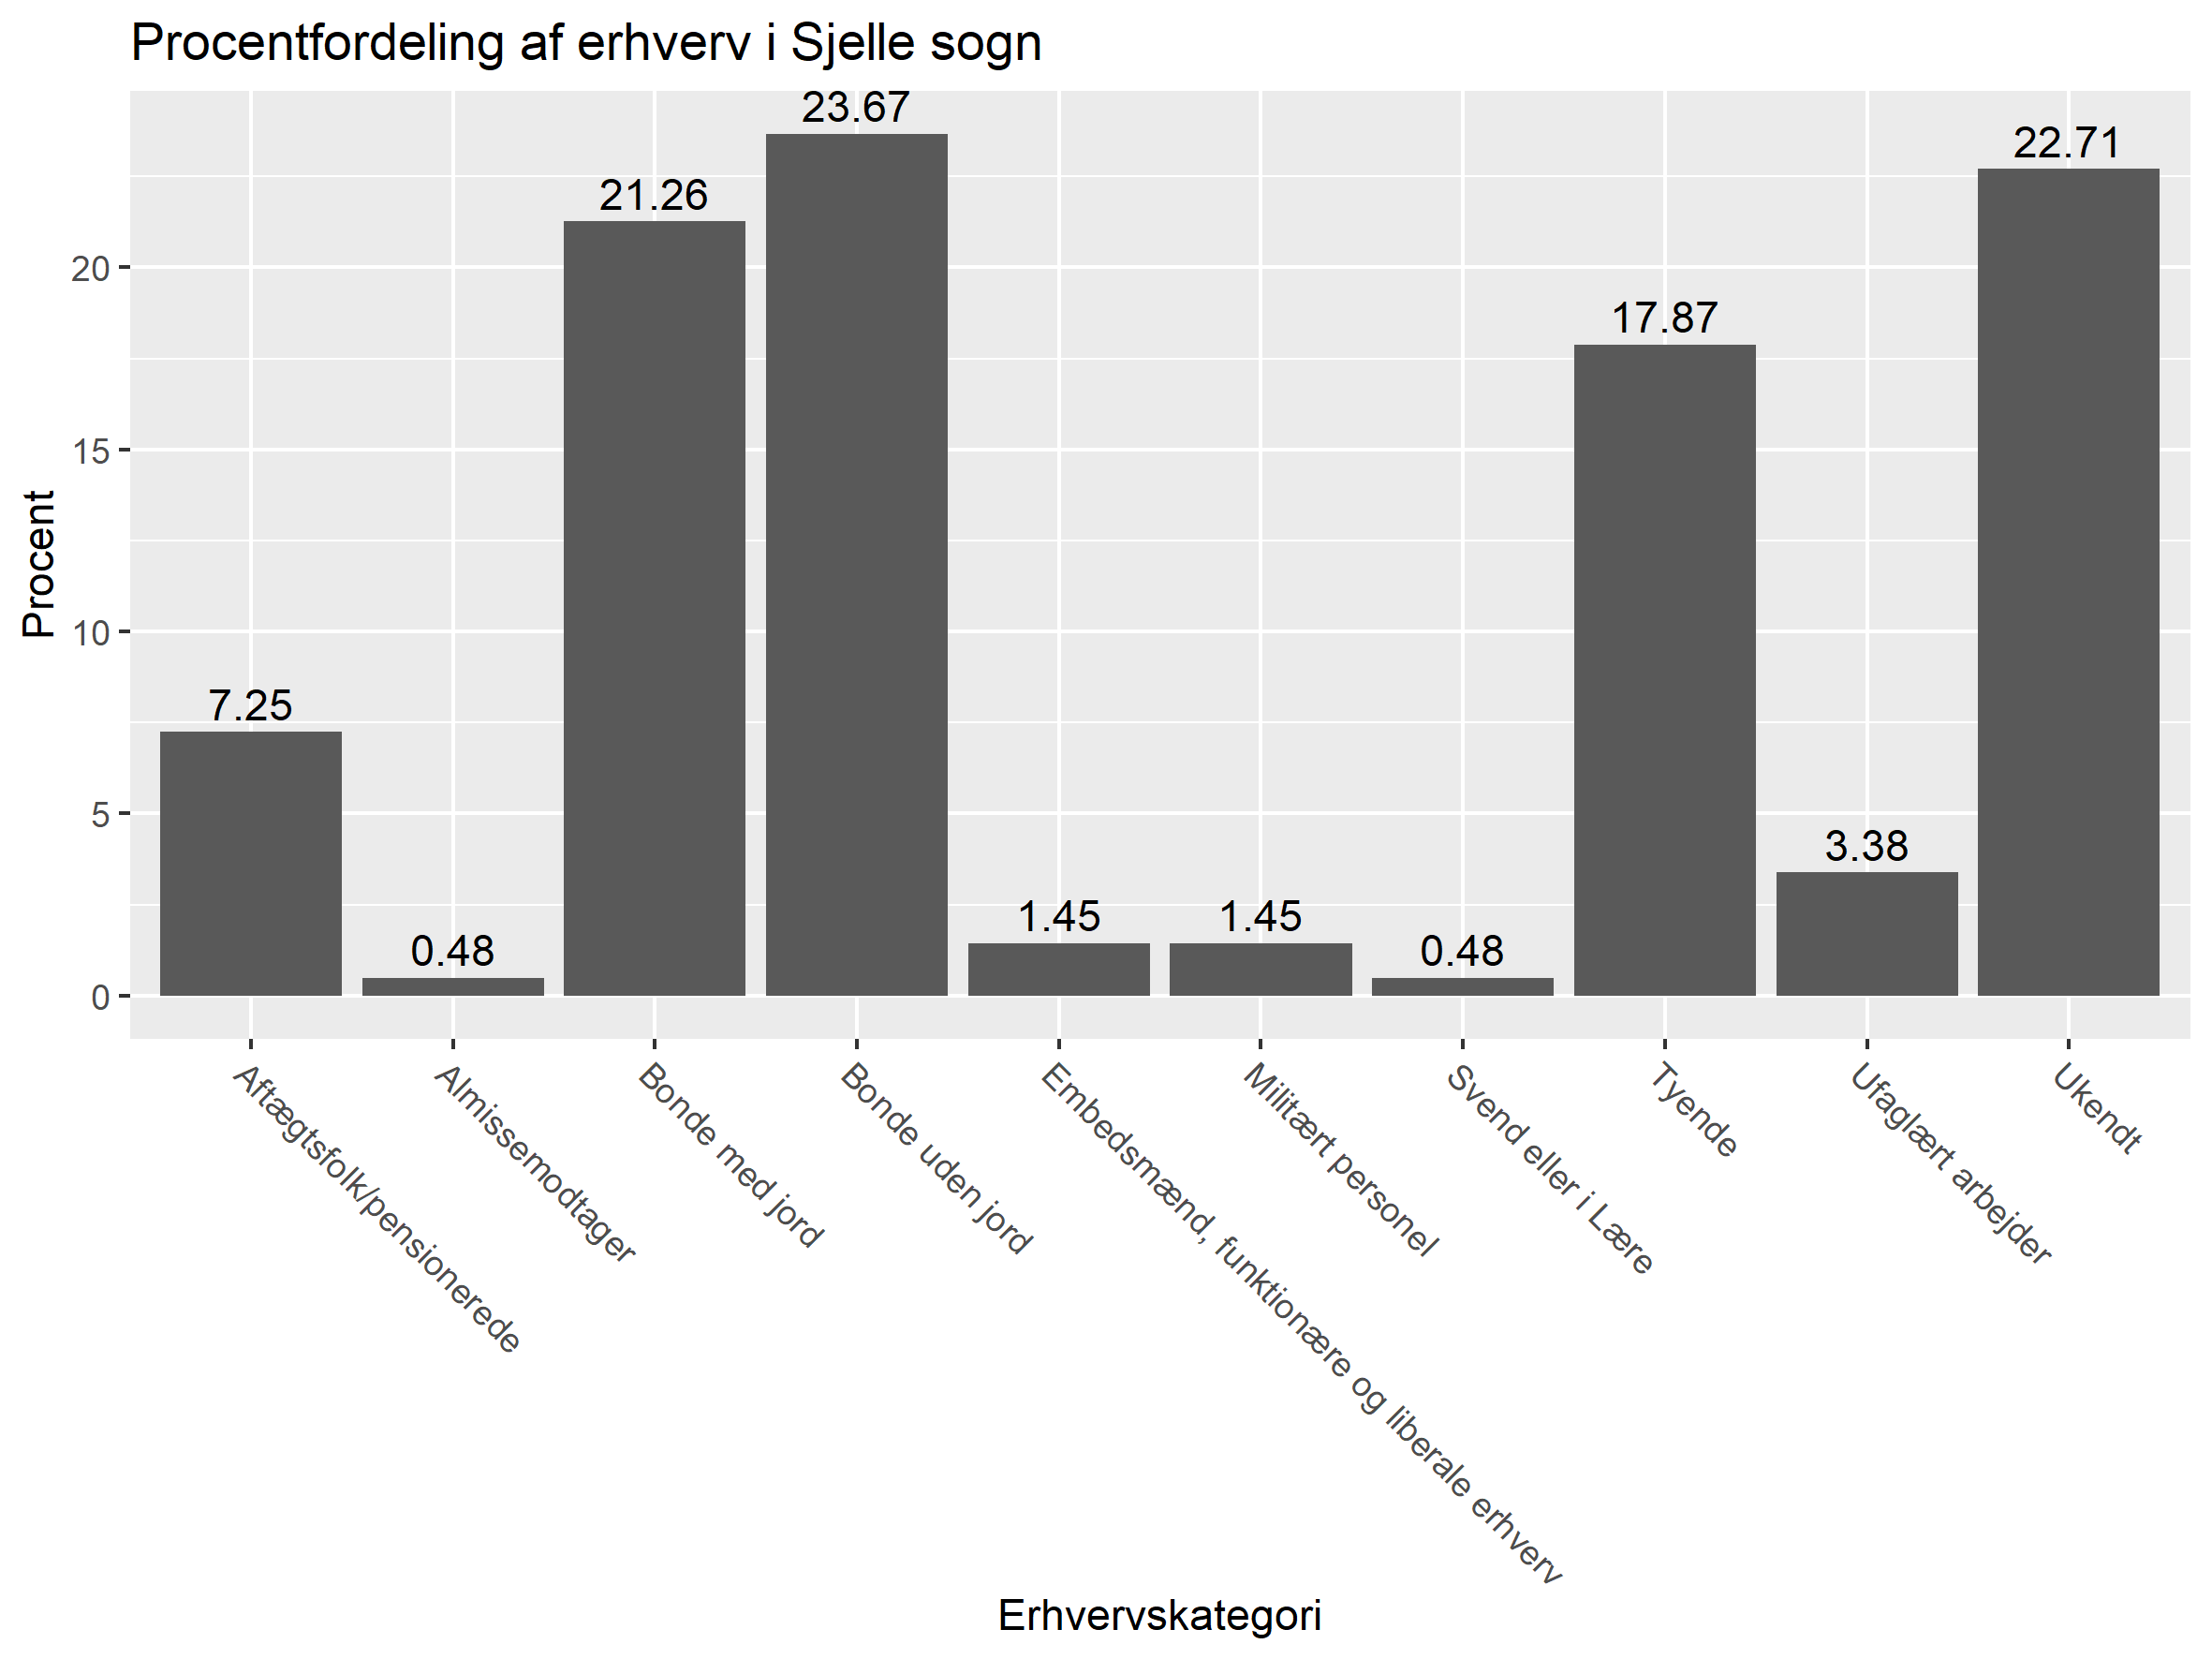 Procentfordeling af erhverv i Sjelle sogn
Procent
20
15
10
5
0
7.25
0.48
21.26
23.67
1.45
1.45
0.48
17.87
3.38
22.71
Aftægtsfolk/pensionerede
Almissemodtager
Bonde med jord
Bonde uden jord
Embedsmænd, funktionære og liberale erhverv
Militært personel
Svend eller i Lære
Tyende
Ufaglært arbejder
Ukendt
Erhvervskategori